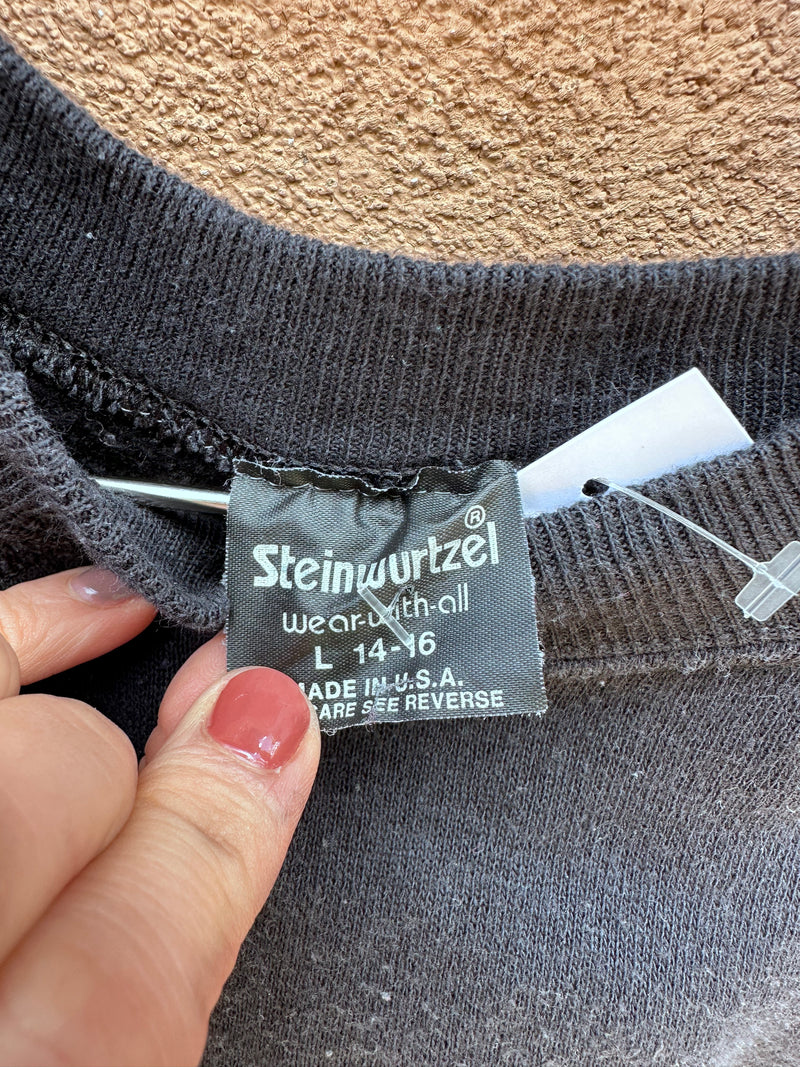 Steinwurtzel®
wear-with-all
L 14-16
MADE IN U.S.A.
CARE SEE REVERSE